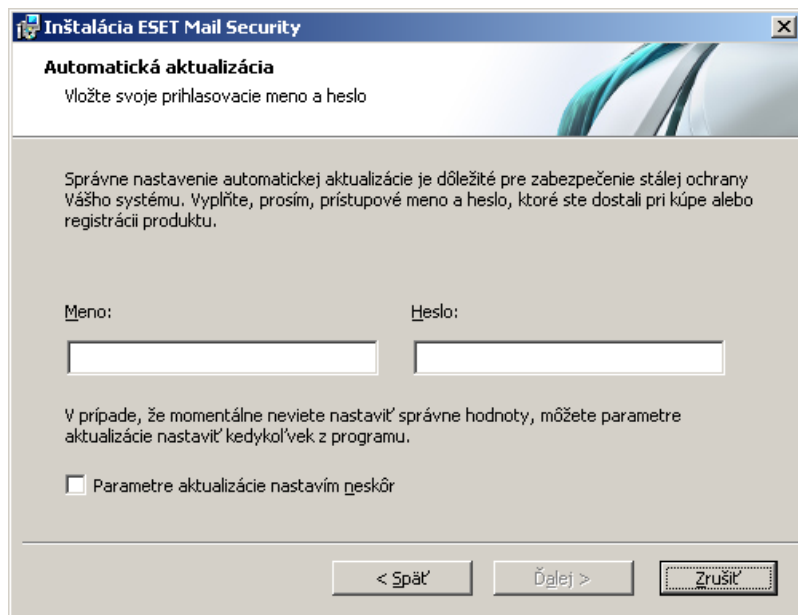 Inštalácia ESET Mail Security
Automatická aktualizácia
Vložte svoje prihlasovacie meno a heslo
Správne nastavenie automatickej aktualizácie je dôležité pre zabezpečenie stálej ochrany
Vášho systému. Vyplňte, prosím, prístupové meno a heslo, ktoré ste dostali pri kúpe alebo
registrácii produktu.
Meno: Heslo:
V prípade, že momentálne neviete nastaviť správne hodnoty, môžete parametre
aktualizácie nastaviť kedykoľvek z programu.
Parametre aktualizácie nastavím neskôr
< Späť Ďalej > Zrušiť